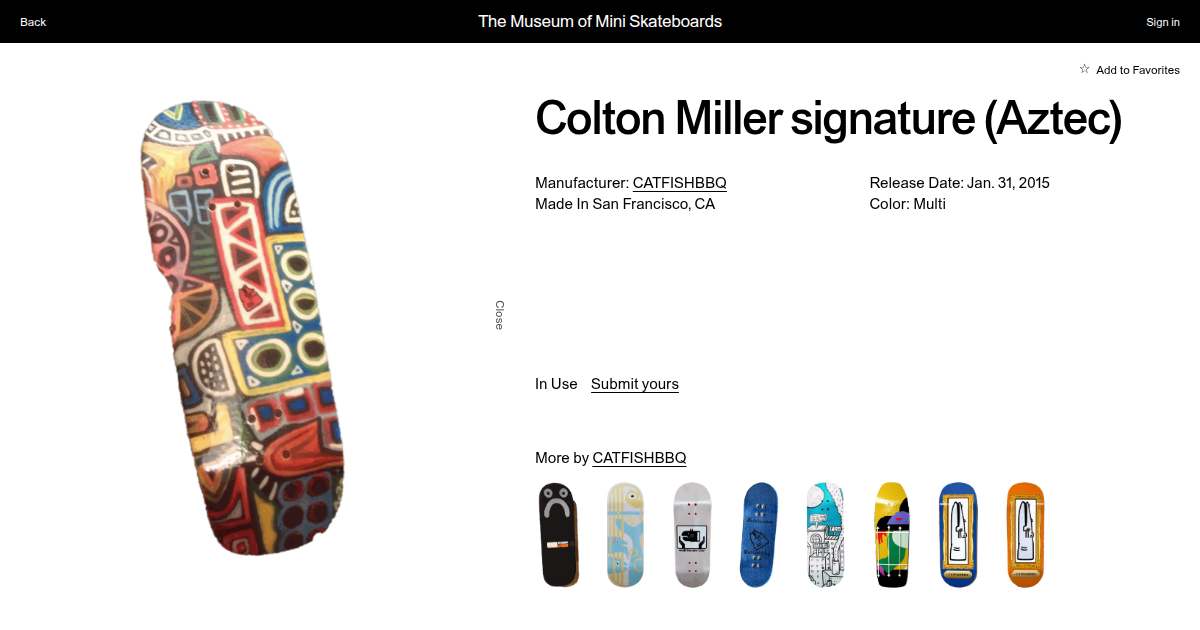 Back
The Museum of Mini Skateboards
Sign in
☆ Add to Favorites
Colton Miller signature (Aztec)
Manufacturer: CATFISHBBQ
Release Date: Jan. 31, 2015
Made In San Francisco, CA
Color: Multi
Close
In Use Submit yours
More by CATFISHBBQ